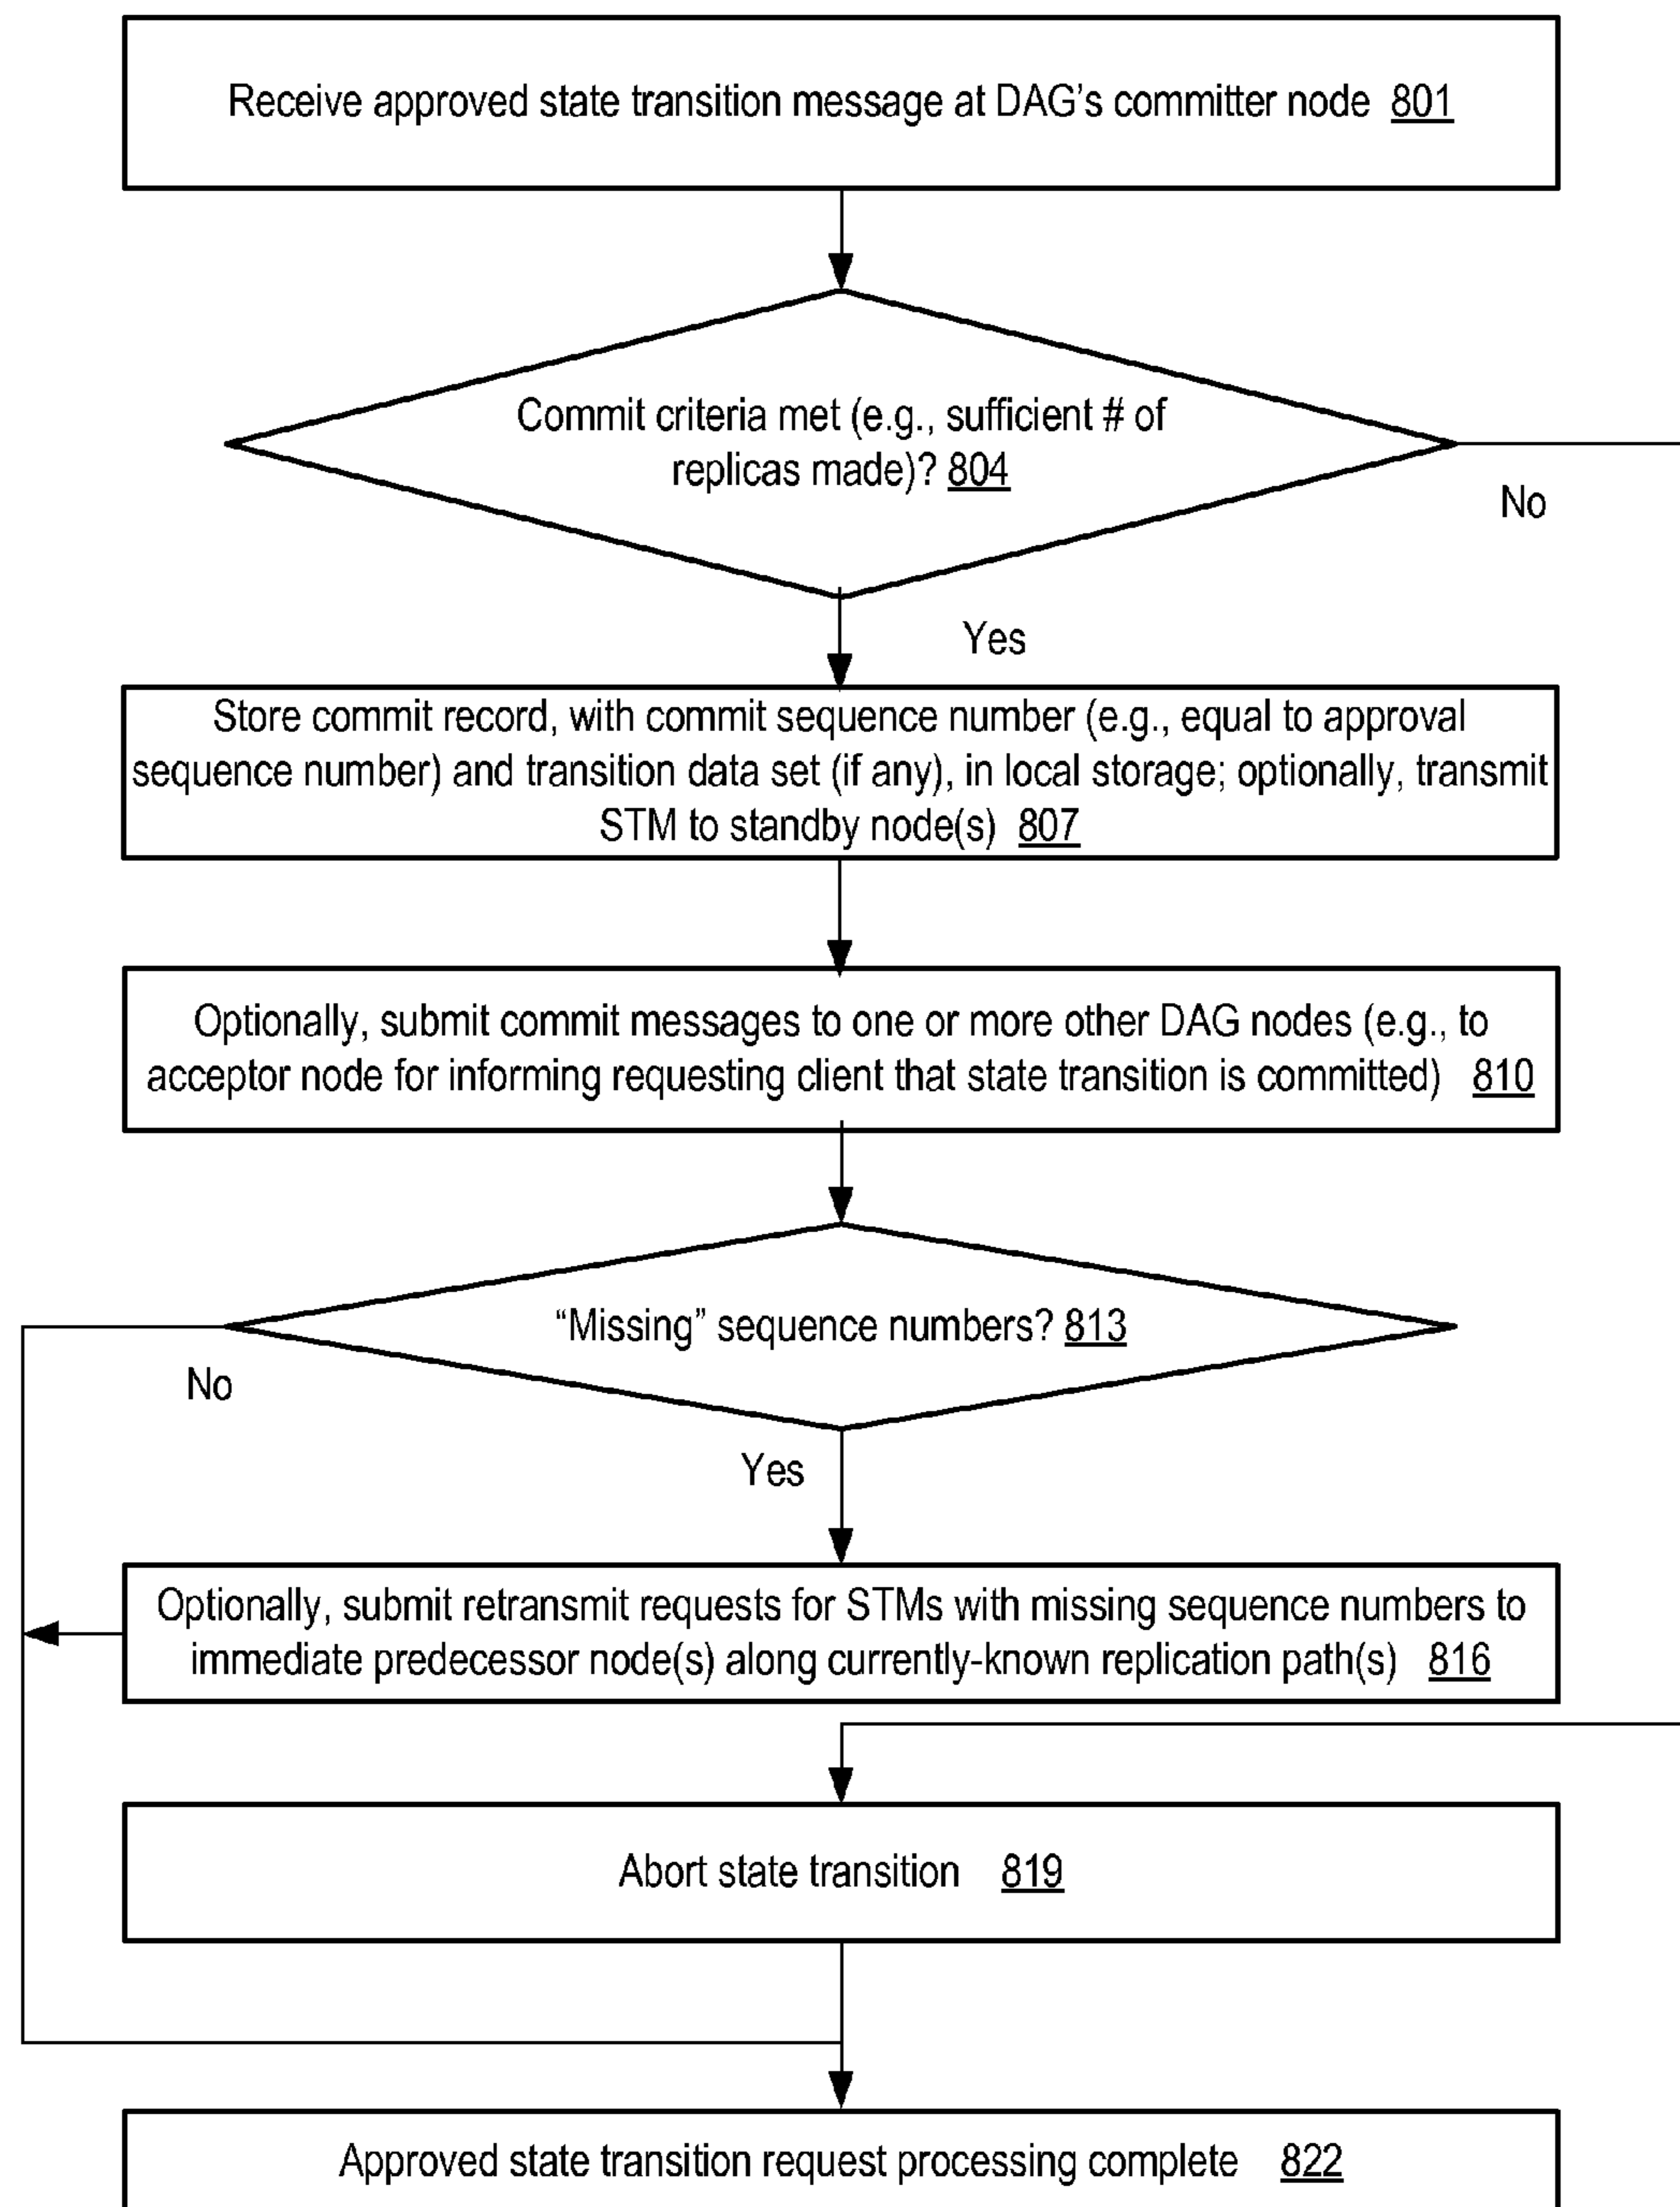 Receive approved state transition message at DAG's committer node 801
Commit criteria met (e.g., sufficient # of
replicas made)? 804
No
Yes
Store commit record, with commit sequence number (e.g., equal to approval
sequence number) and transition data set (if any), in local storage; optionally, transmit
STM to standby node(s) 807
Optionally, submit commit messages to one or more other DAG nodes (e.g., to
acceptor node for informing requesting client that state transition is committed) 810
“Missing” sequence numbers? 813
No
Yes
Optionally, submit retransmit requests for STMs with missing sequence numbers to
immediate predecessor node(s) along currently-known replication path(s) 816
Abort state transition 819
Approved state transition request processing complete 822